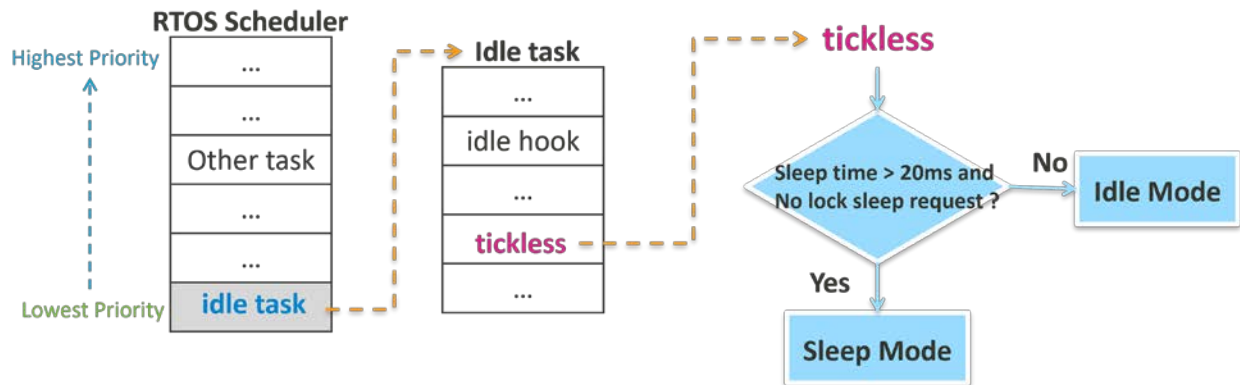 RTOS Scheduler
Highest Priority
...
...
Other task
...
...
Lowest Priority
idle task
Idle task
...
idle hook
...
tickless
...
tickless
Sleep time > 20ms and
No lock sleep request ?
No
Idle Mode
Yes
Sleep Mode